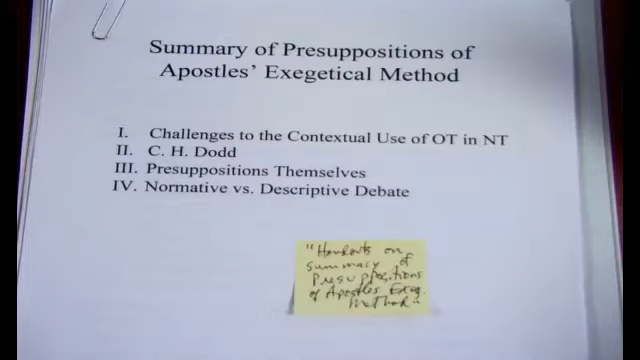 Summary of Presuppositions of
Apostles' Exegetical Method
I. Challenges to the Contextual Use of OT in NT
II. C. H. Dodd
III. Presuppositions Themselves
IV. Normative vs. Descriptive Debate
"Handouts on
summary of
Presuppositions
of Apostles Exeg.
Method"